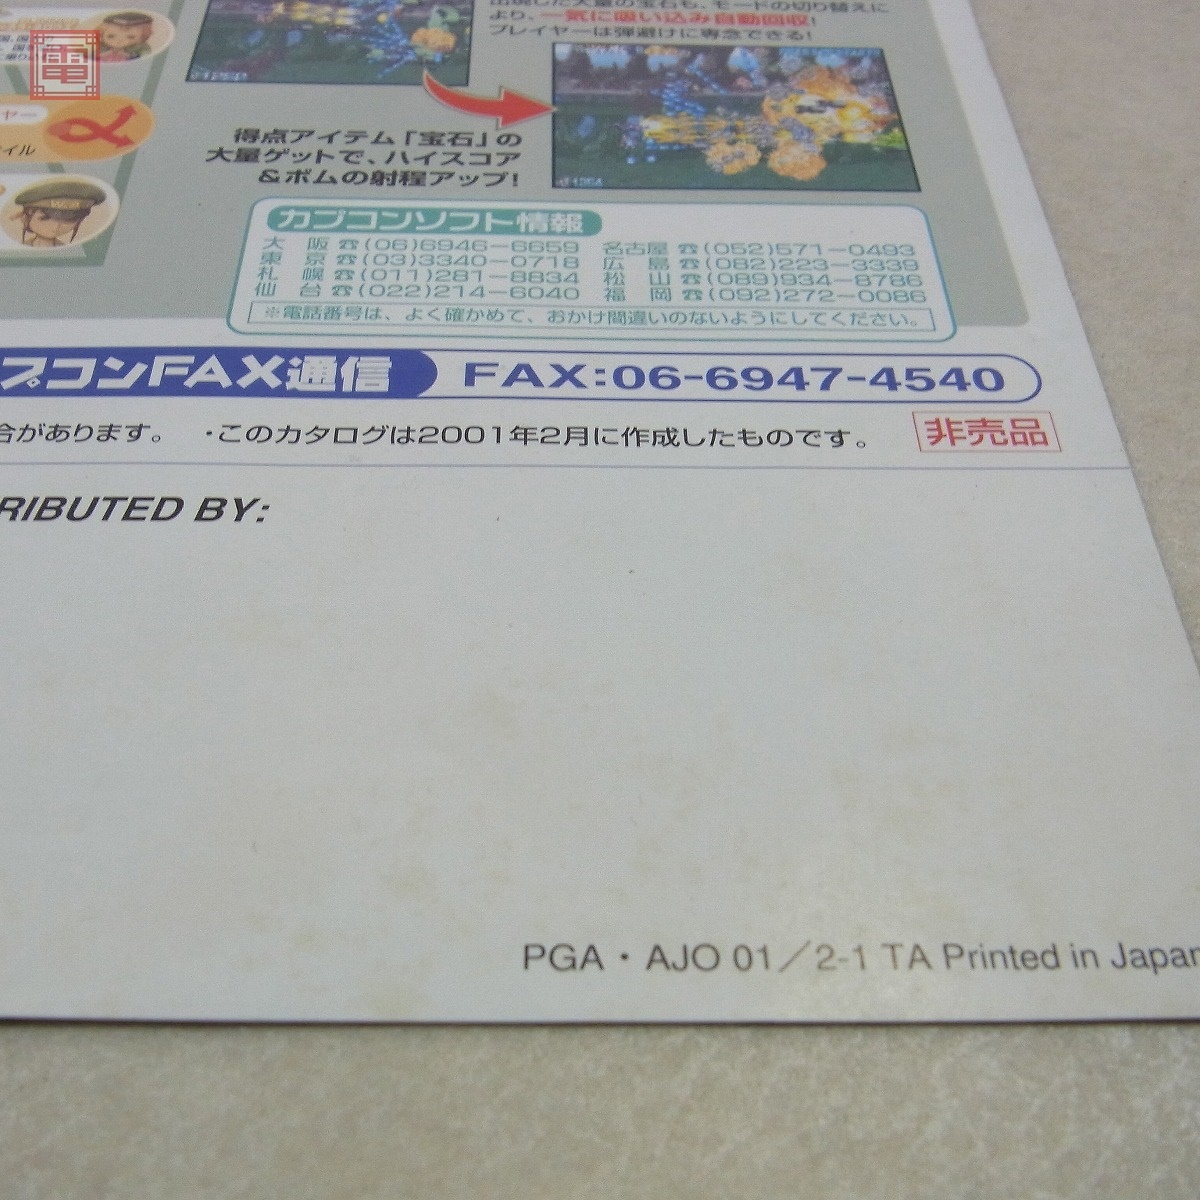 出現した大量の宝石も、モードの切り替えに
より、一気に吸い込み自動回収!
プレイヤーは弾避けに専念できる!
電
ヤー
イル
得点アイテム「宝石」の
大量ゲットで、ハイスコア
&ボムの射程アップ!
カプコンソフト情報
大 阪 ☎(06)6946-6659 名古屋 ☎(052)571-0493
東 京 ☎(03)3340-0718 広 島 ☎(082)223-3339
札 幌 ☎(011)281-8834 松 山 ☎(089)934-8786
仙 台 ☎(022)214-6040 福 岡 ☎(092)272-0086
※電話番号は、よく確かめて、おかけ間違いのないようにしてください。
プコンFAX通信 FAX:06-6947-4540
合があります。 ・このカタログは2001年2月に作成したものです。 非売品
RIBUTED BY:
PGA・AJO 01/2-1 TA Printed in Japan